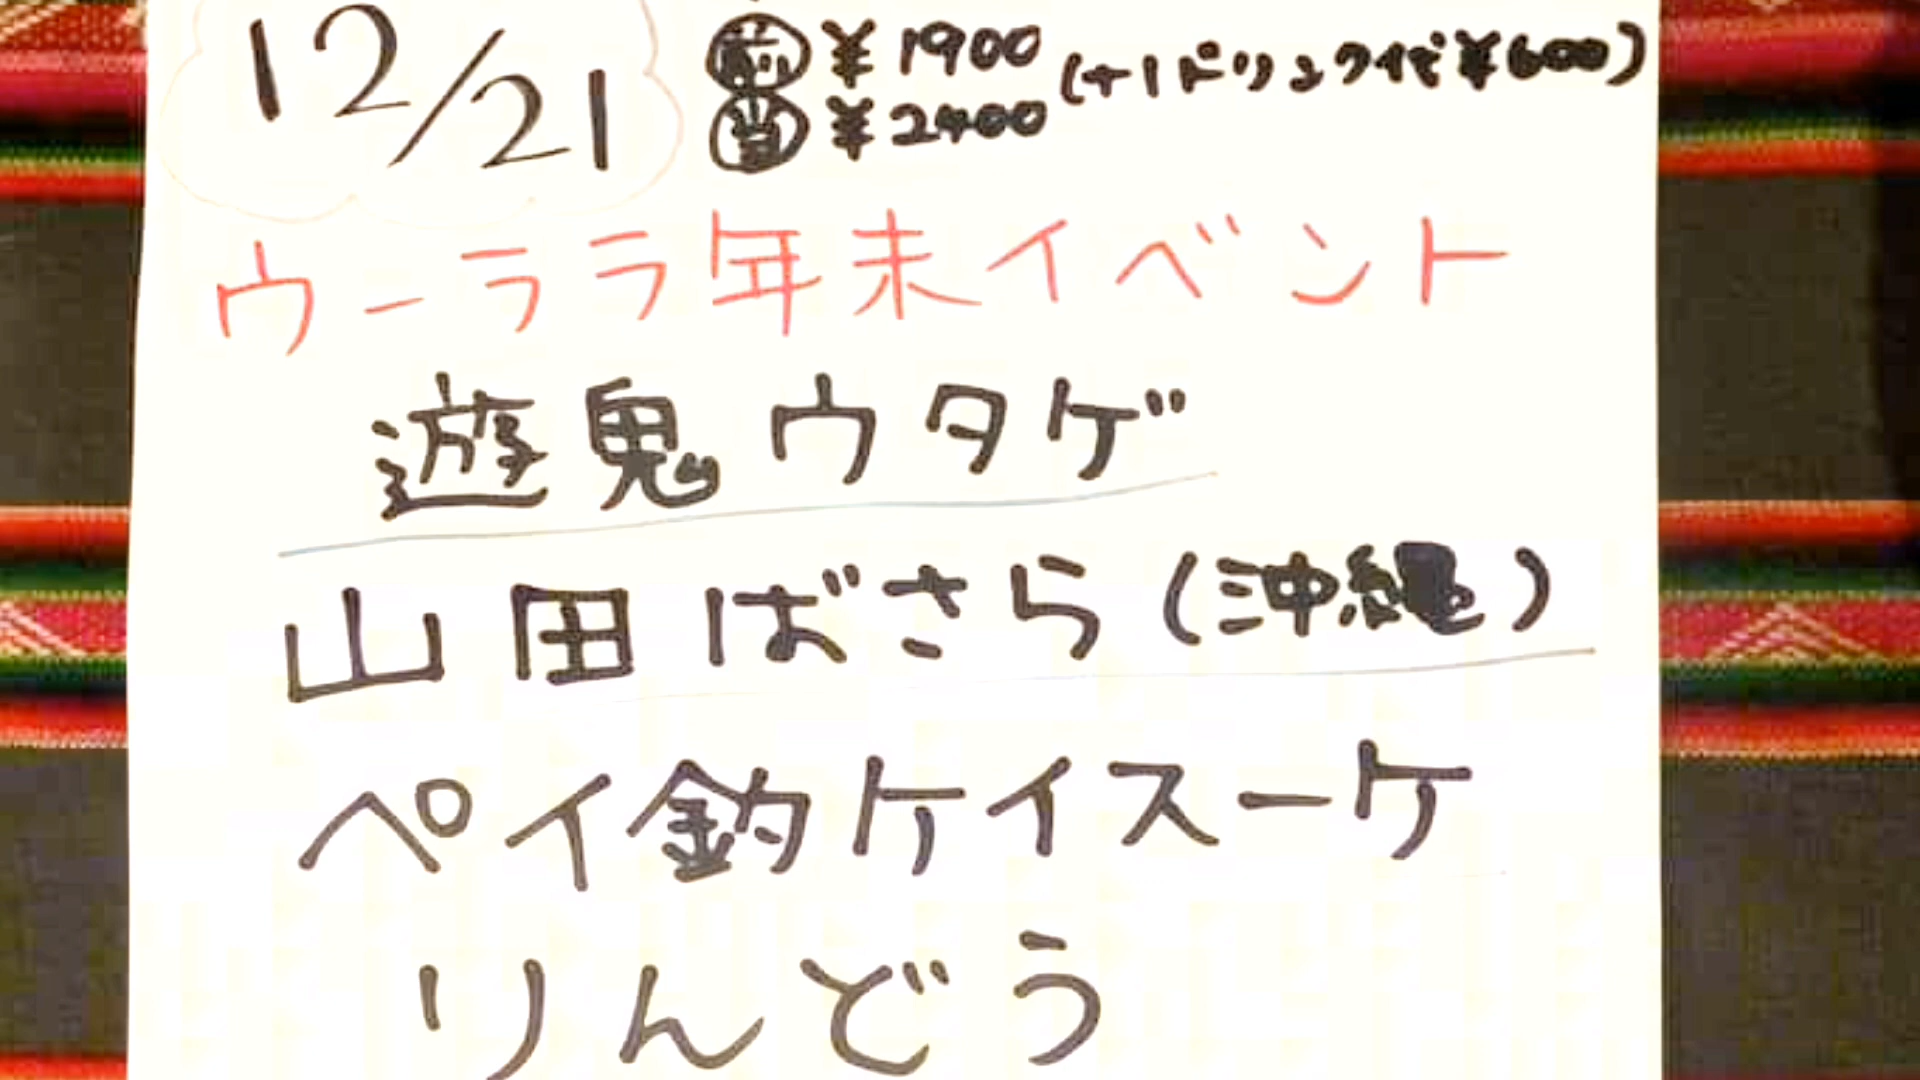 12/21
前 ¥1900 (+1ドリンク代¥600)
当 ¥2400
ウーララ年末イベント
遊鬼ウタゲ
山田ばさら(沖縄)
ペイ釣ケイスーケ
りんどう